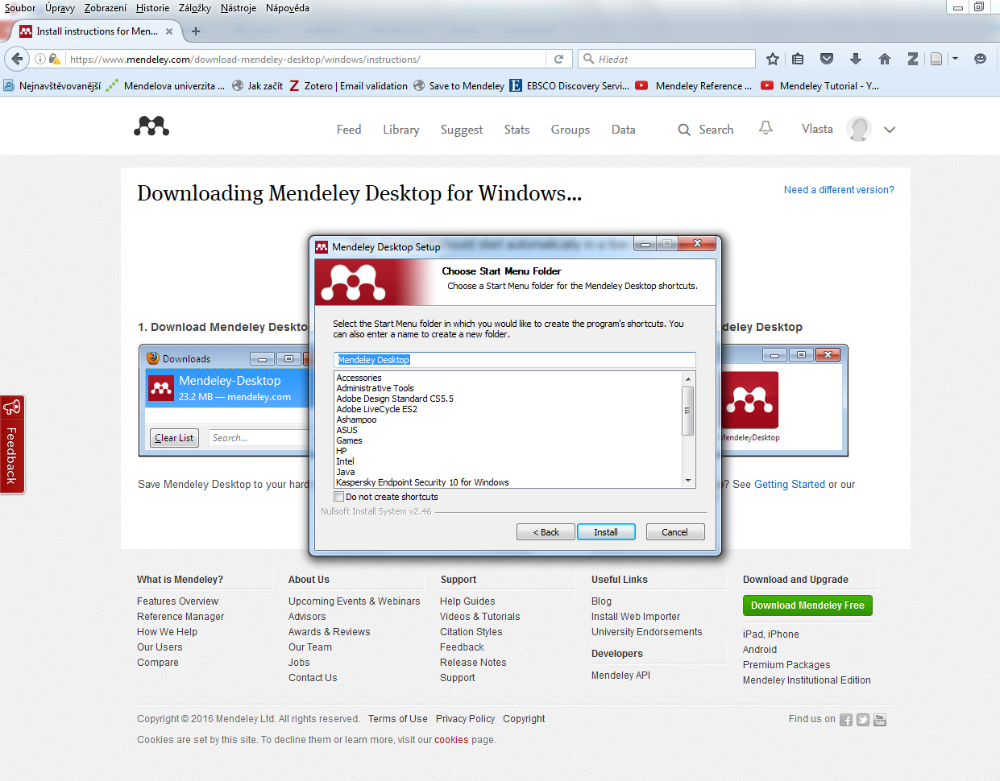 Soubor Úpravy Zobrazení Historie Záložky Nástroje Nápověda
Install instructions for Men...
https://www.mendeley.com/download-mendeley-desktop/windows/instructions/
Hledat
Nejnavštěvovanější Mendelova univerzita ... Jak začít Zotero | Email validation Save to Mendeley EBSCO Discovery Servi... Mendeley Reference ... Mendeley Tutorial - Y...
Feed Library Suggest Stats Groups Data Search Vlasta
Downloading Mendeley Desktop for Windows...
Need a different version?
Mendeley Desktop Setup
Choose Start Menu Folder
Choose a Start Menu folder for the Mendeley Desktop shortcuts.
Select the Start Menu folder in which you would like to create the program's shortcuts. You
can also enter a name to create a new folder.
Mendeley Desktop
Accessories
Administrative Tools
Adobe Design Standard CS5.5
Adobe LiveCycle ES2
Ashampoo
ASUS
Games
HP
Intel
Java
Kaspersky Endpoint Security 10 for Windows
Do not create shortcuts
Nullsoft Install System v2.46
< Back Install Cancel
1. Download Mendeley Deskto
Downloads
Mendeley-Desktop
23.2 MB — mendeley.com
Clear List Search...
Save Mendeley Desktop to your hard
deley Desktop
MendeleyDesktop
? See Getting Started or our
Feedback
What is Mendeley?
Features Overview
Reference Manager
How We Help
Our Users
Compare
About Us
Upcoming Events & Webinars
Advisors
Awards & Reviews
Our Team
Jobs
Contact Us
Support
Help Guides
Videos & Tutorials
Citation Styles
Feedback
Release Notes
Support
Useful Links
Blog
Install Web Importer
University Endorsements
Developers
Mendeley API
Download and Upgrade
Download Mendeley Free
iPad, iPhone
Android
Premium Packages
Mendeley Institutional Edition
Copyright © 2016 Mendeley Ltd. All rights reserved. Terms of Use Privacy Policy Copyright
Find us on
You Tube
Cookies are set by this site. To decline them or learn more, visit our cookies page.